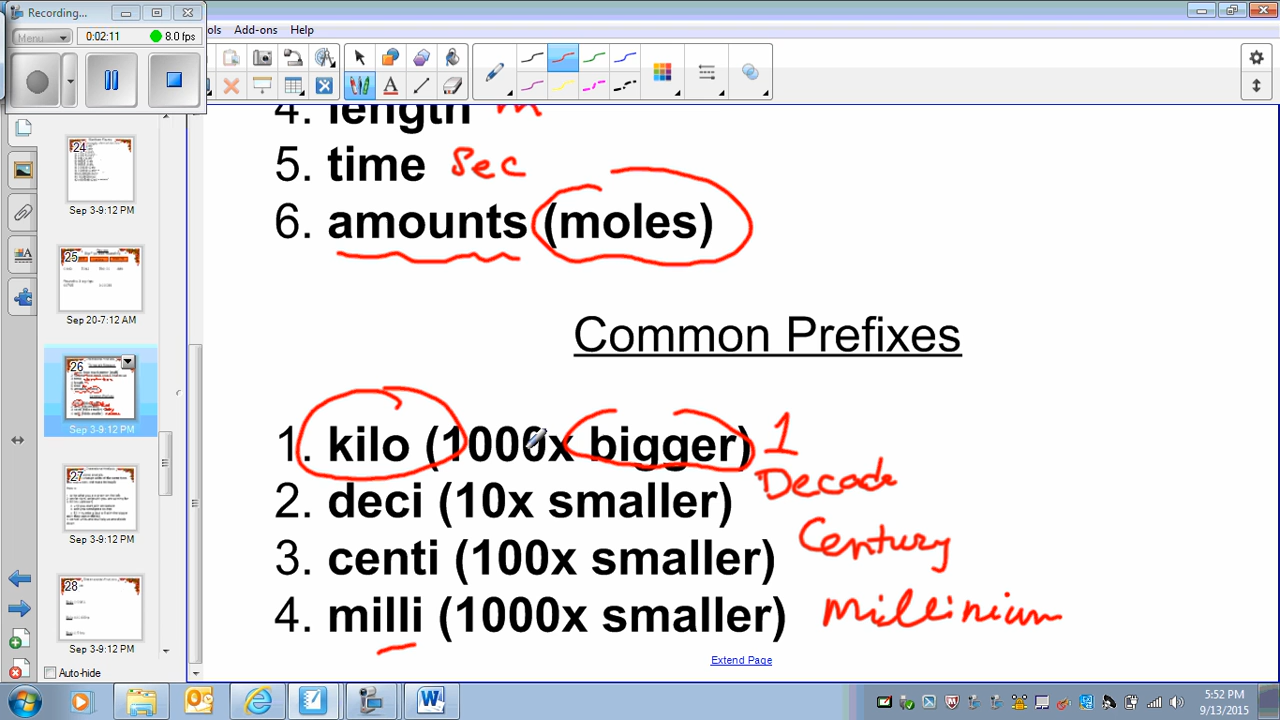 Recording...
Menu
0:02:11
8.0 fps
ols Add-ons Help
24
Sep 3-9:12 PM
25
Sep 20-7:12 AM
26
Sep 3-9:12 PM
27
Sep 3-9:12 PM
28
Sep 3-9:12 PM
Auto-hide
4. length m
5. time sec
6. amounts (moles)
Common Prefixes
1. kilo (1000x bigger) 1
2. deci (10x smaller) Decade
3. centi (100x smaller) Century
4. milli (1000x smaller) Millinium
Extend Page
5:52 PM
9/13/2015